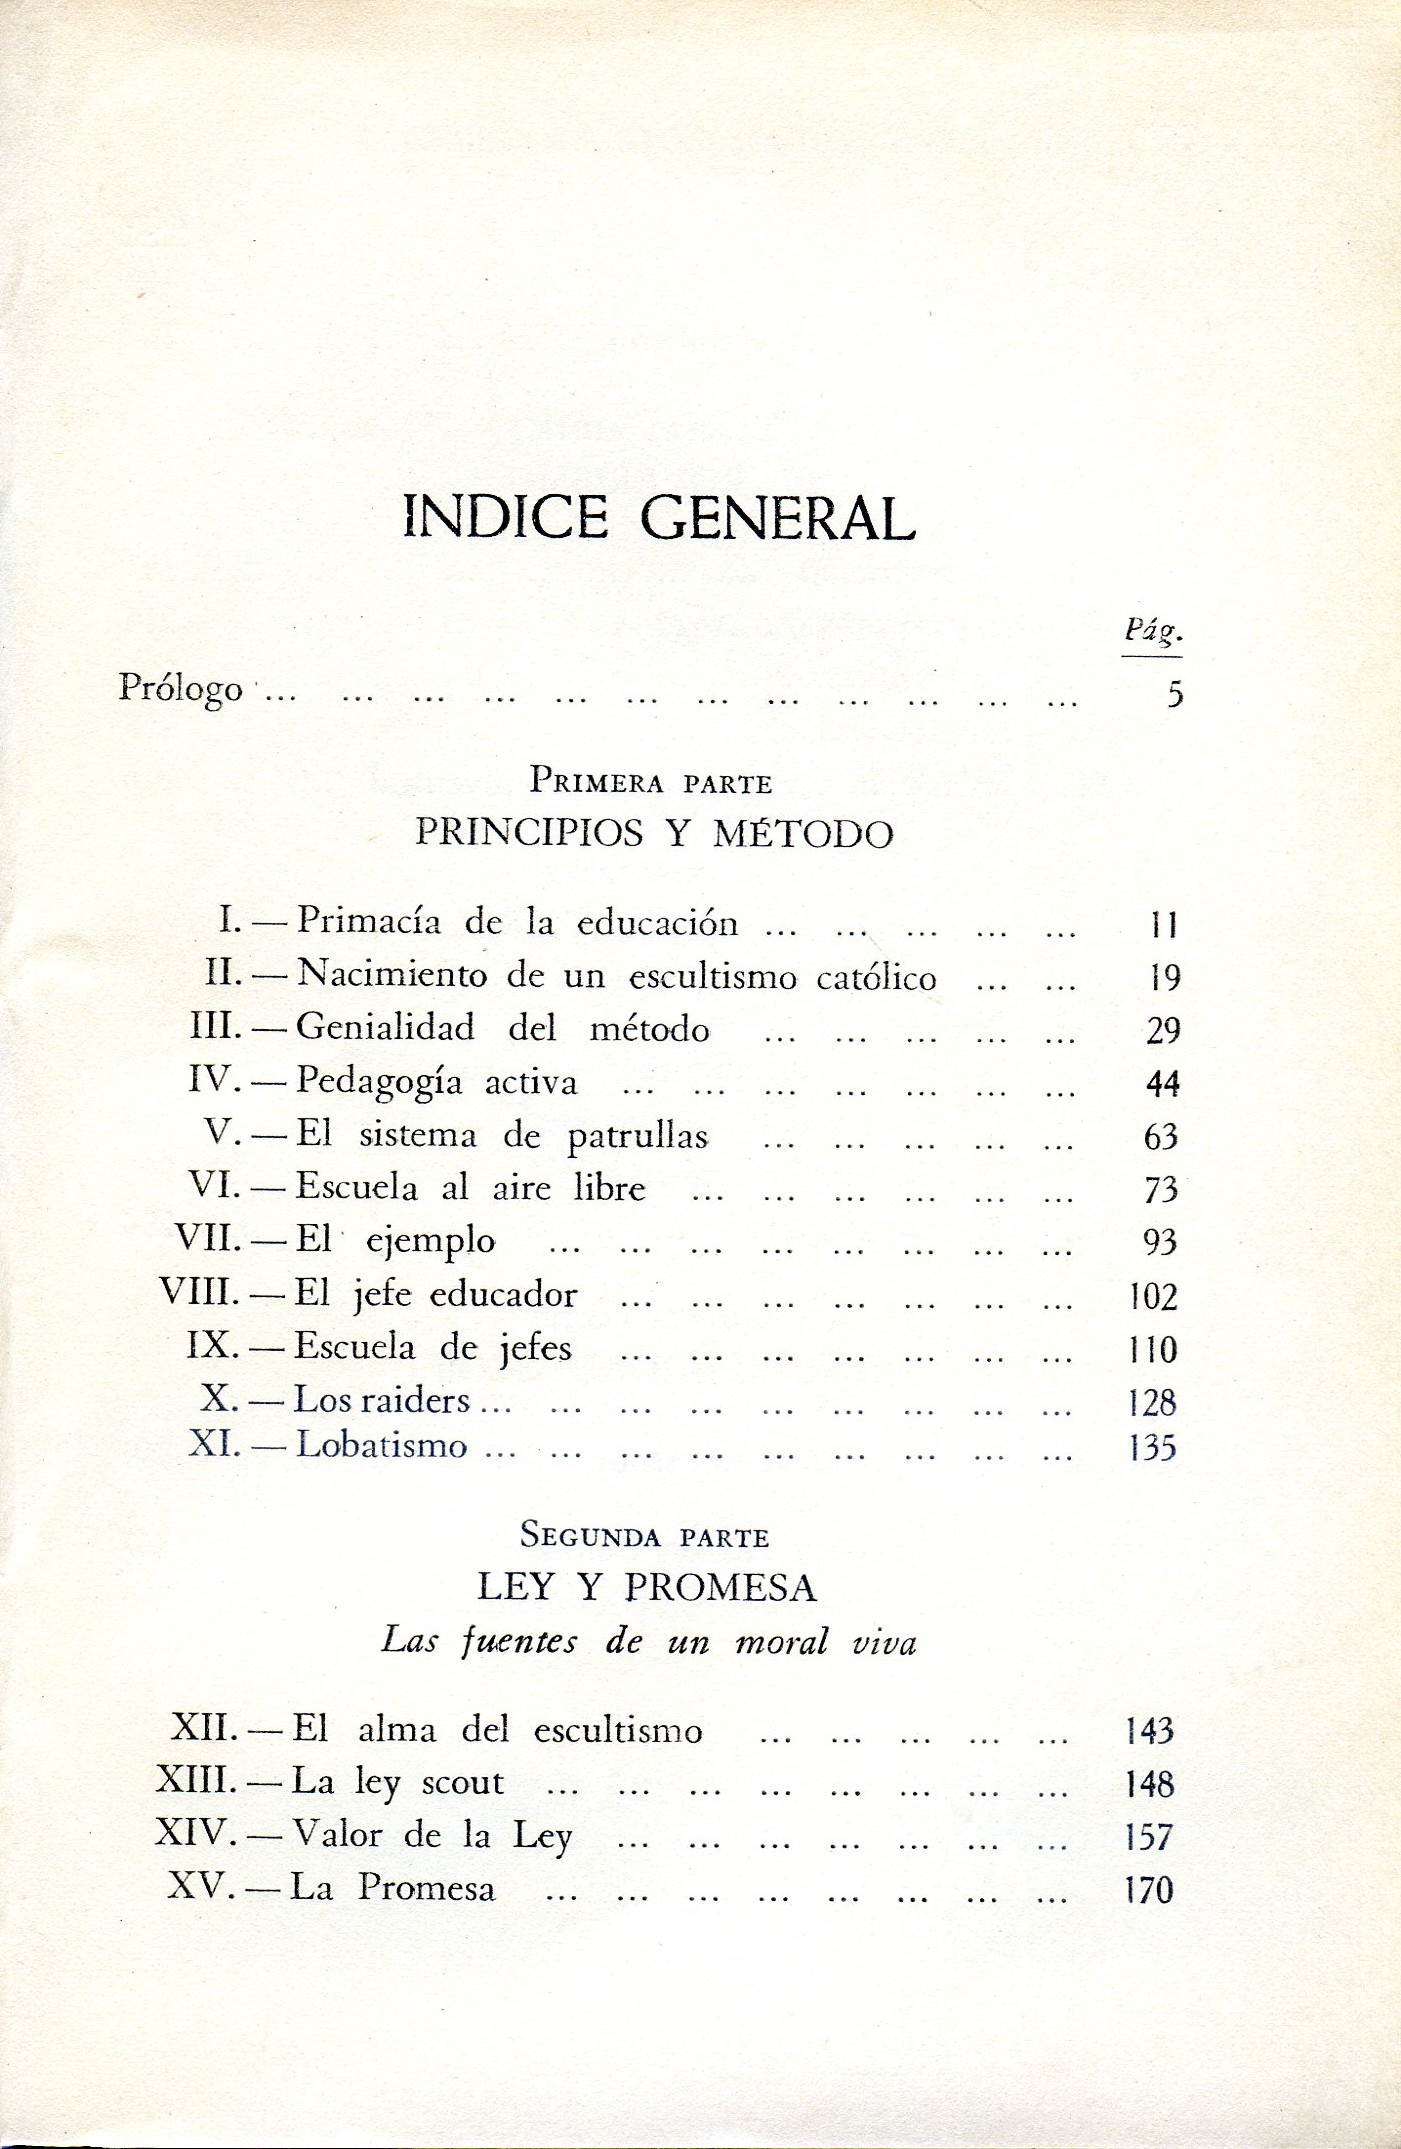 INDICE GENERAL
Pág.
Prólogo ... ... ... ... ... ... ... ... ... ... ... ... 5
PRIMERA PARTE
PRINCIPIOS Y MÉTODO
I. — Primacía de la educación ... ... ... ... ... 11
II. — Nacimiento de un escultismo católico ... ... 19
III. — Genialidad del método ... ... ... ... ... 29
IV. — Pedagogía activa ... ... ... ... ... ... ... 44
V. — El sistema de patrullas ... ... ... ... ... 63
VI. — Escuela al aire libre ... ... ... ... ... ... 73
VII. — El ejemplo ... ... ... ... ... ... ... ... 93
VIII. — El jefe educador ... ... ... ... ... ... ... 102
IX. — Escuela de jefes ... ... ... ... ... ... ... 110
X. — Los raiders ... ... ... ... ... ... ... ... ... 128
XI. — Lobatismo ... ... ... ... ... ... ... ... ... 135
SEGUNDA PARTE
LEY Y PROMESA
Las fuentes de un moral viva
XII. — El alma del escultismo ... ... ... ... ... 143
XIII. — La ley scout ... ... ... ... ... ... ... ... 148
XIV. — Valor de la Ley ... ... ... ... ... ... ... 157
XV. — La Promesa ... ... ... ... ... ... ... ... 170